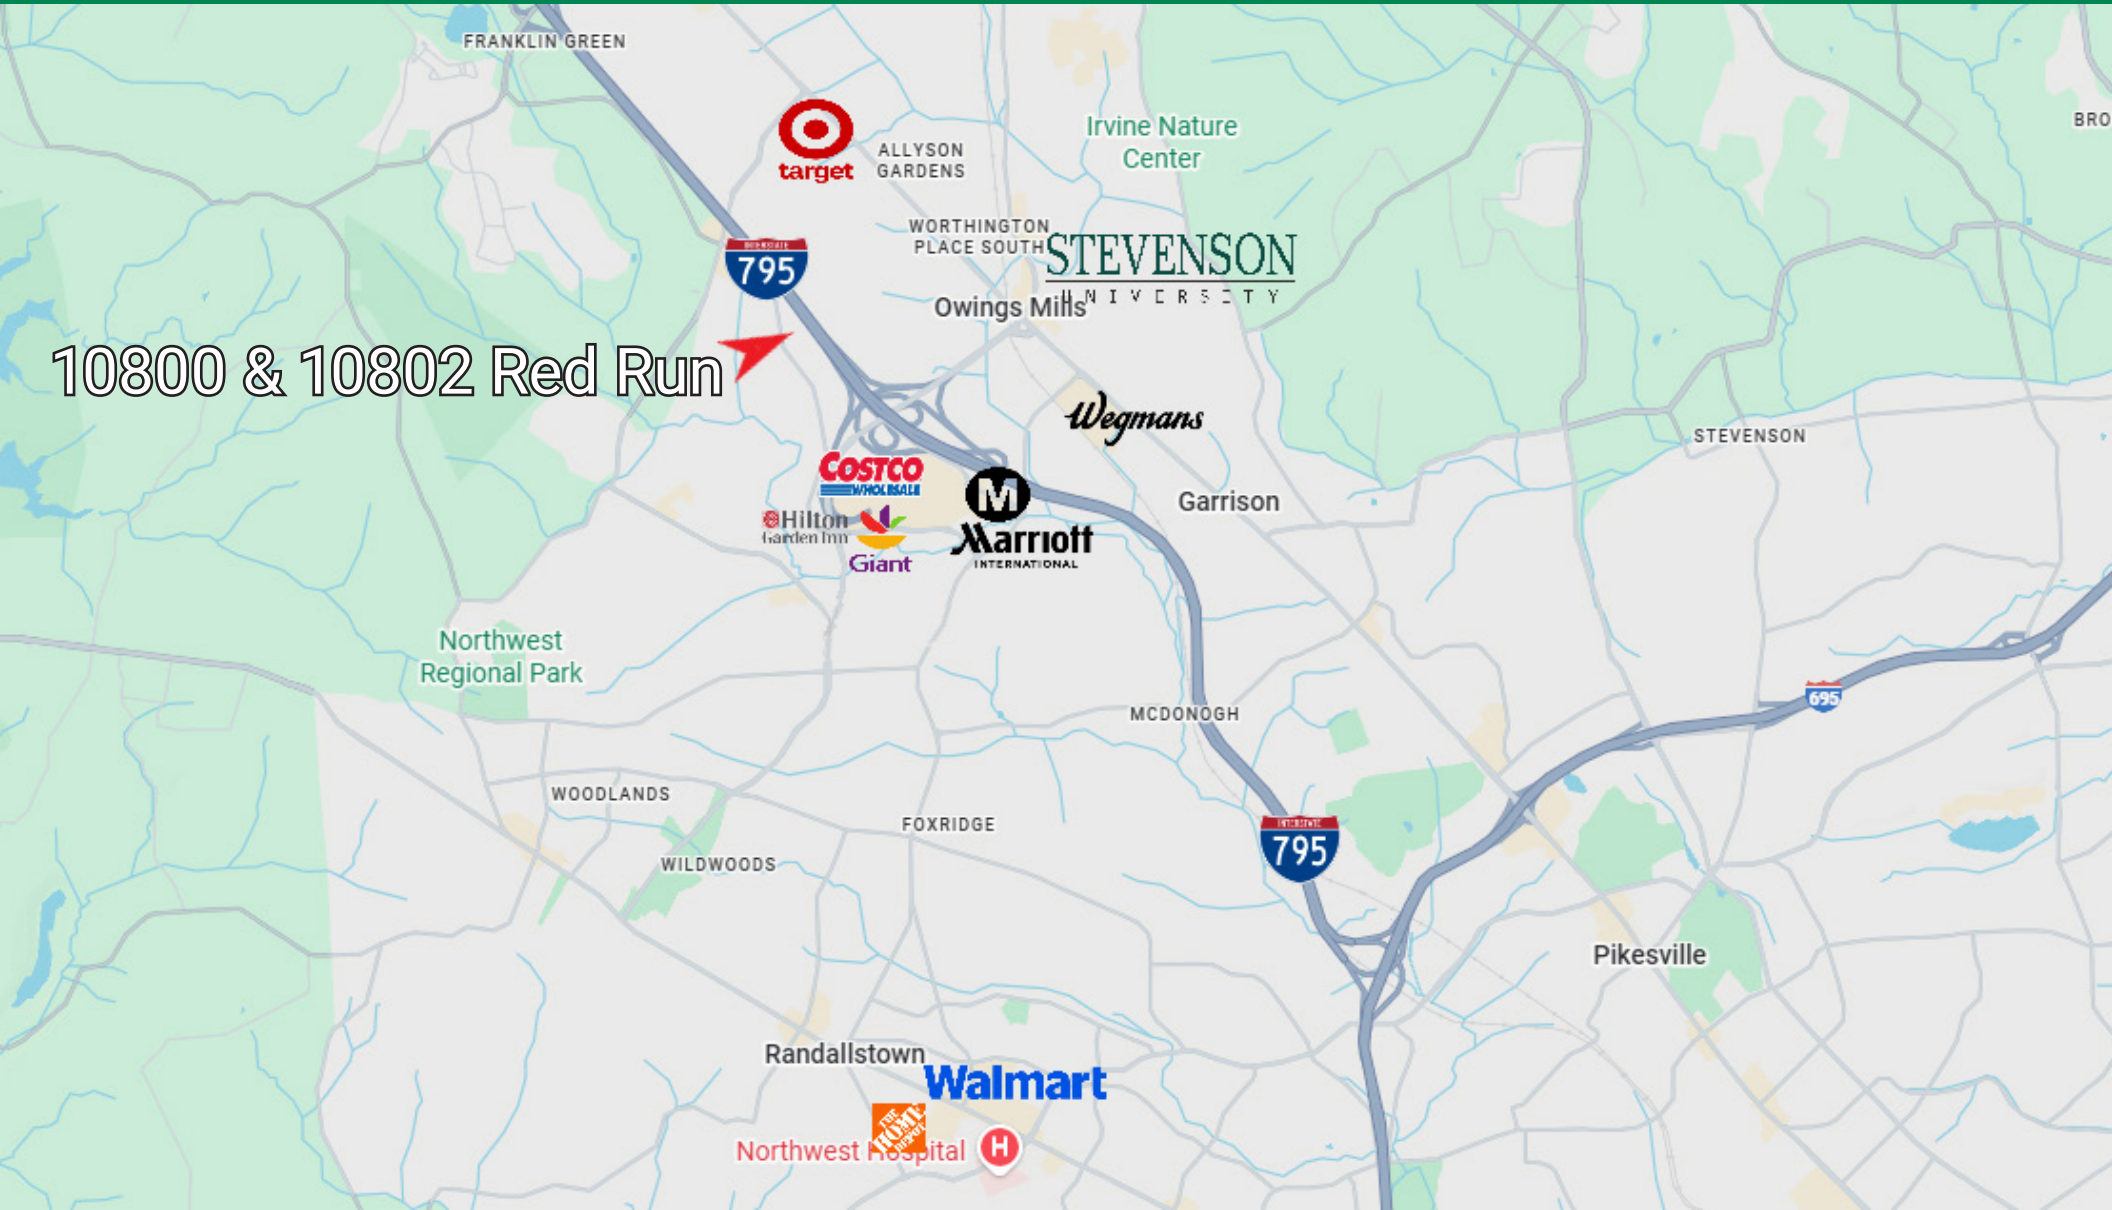 FRANKLIN GREEN
BRO
Irvine Nature
Center
target
ALLYSON
GARDENS
WORTHINGTON
PLACE SOUTH
STEVENSON
UNIVERSITY
INTERSTATE
795
Owings Mills
10800 & 10802 Red Run
Wegmans
STEVENSON
COSTCO
WHOLESALE
M
Garrison
Hilton
Garden Inn
Giant
Marriott
INTERNATIONAL
Northwest
Regional Park
695
MCDONOGH
WOODLANDS
FOXRIDGE
INTERSTATE
795
WILDWOODS
Pikesville
Randallstown
Walmart
THE
HOME
DEPOT
Northwest Hospital
H